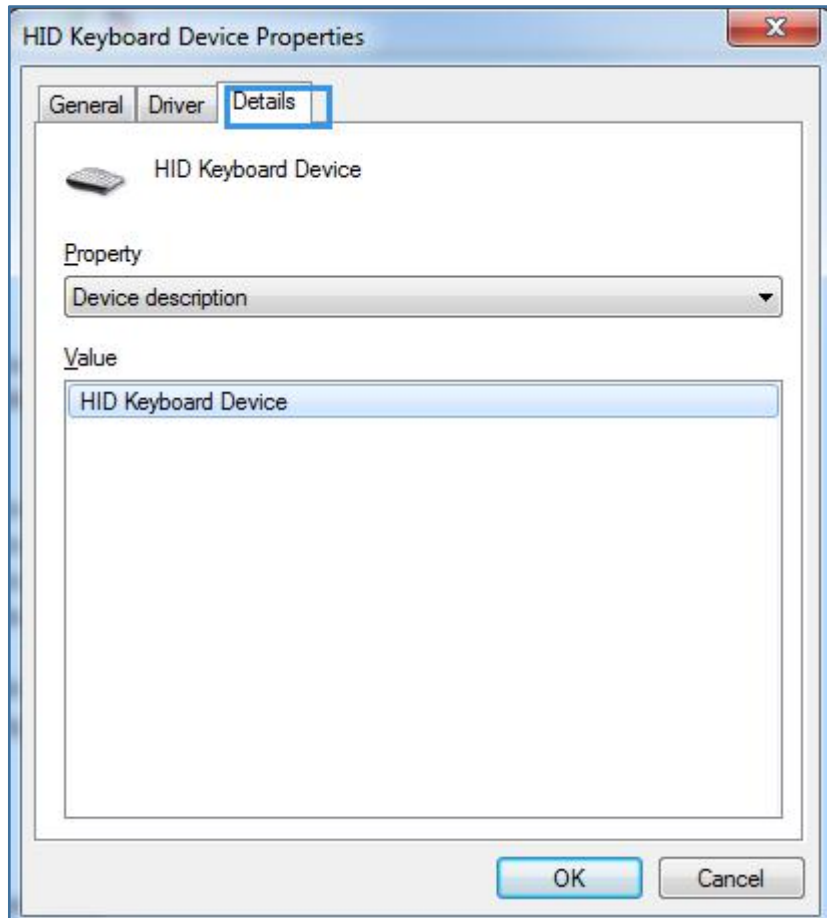 HID Keyboard Device Properties
General Driver Details
HID Keyboard Device
Property
Device description
Value
HID Keyboard Device
OK Cancel